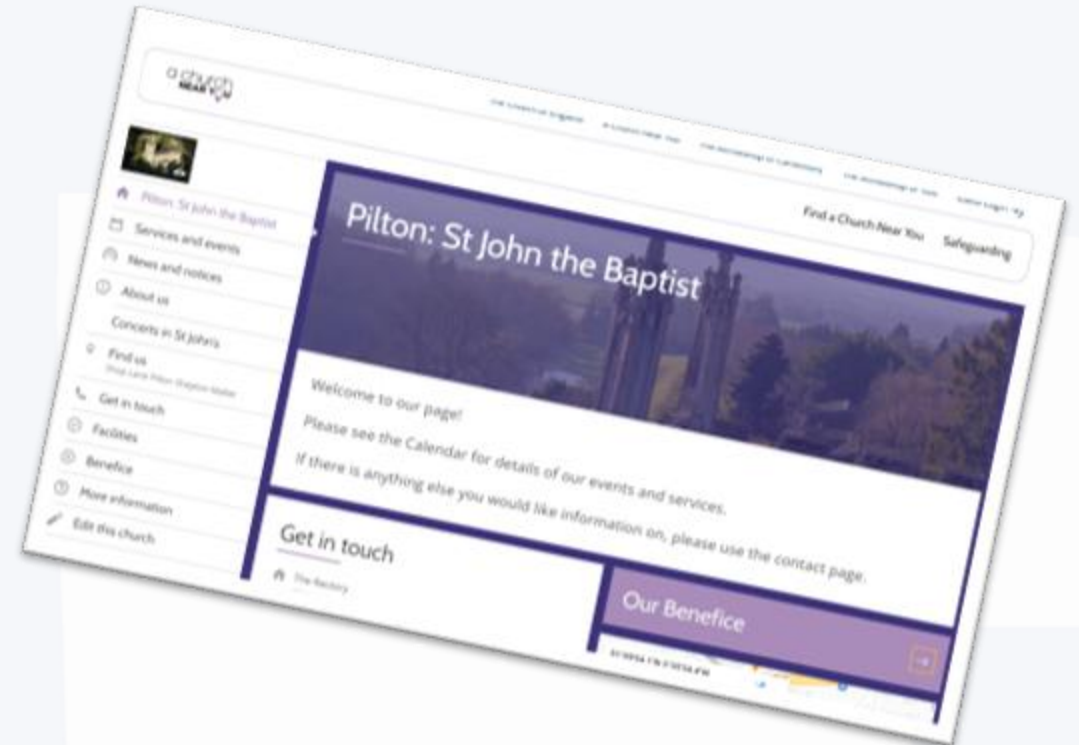 a church
NEAR YOU
Find a Church Near You
Safeguarding
Pilton: St John the Baptist
Services and events
News and notices
About us
Concerts in St John's
Find us
Get in touch
Facilities
Benefice
More information
Edit this church
Pilton: St John the Baptist
Welcome to our page!
Please see the Calendar for details of our events and services.
If there is anything else you would like information on, please use the contact page.
Get in touch
The Rectory
Our Benefice